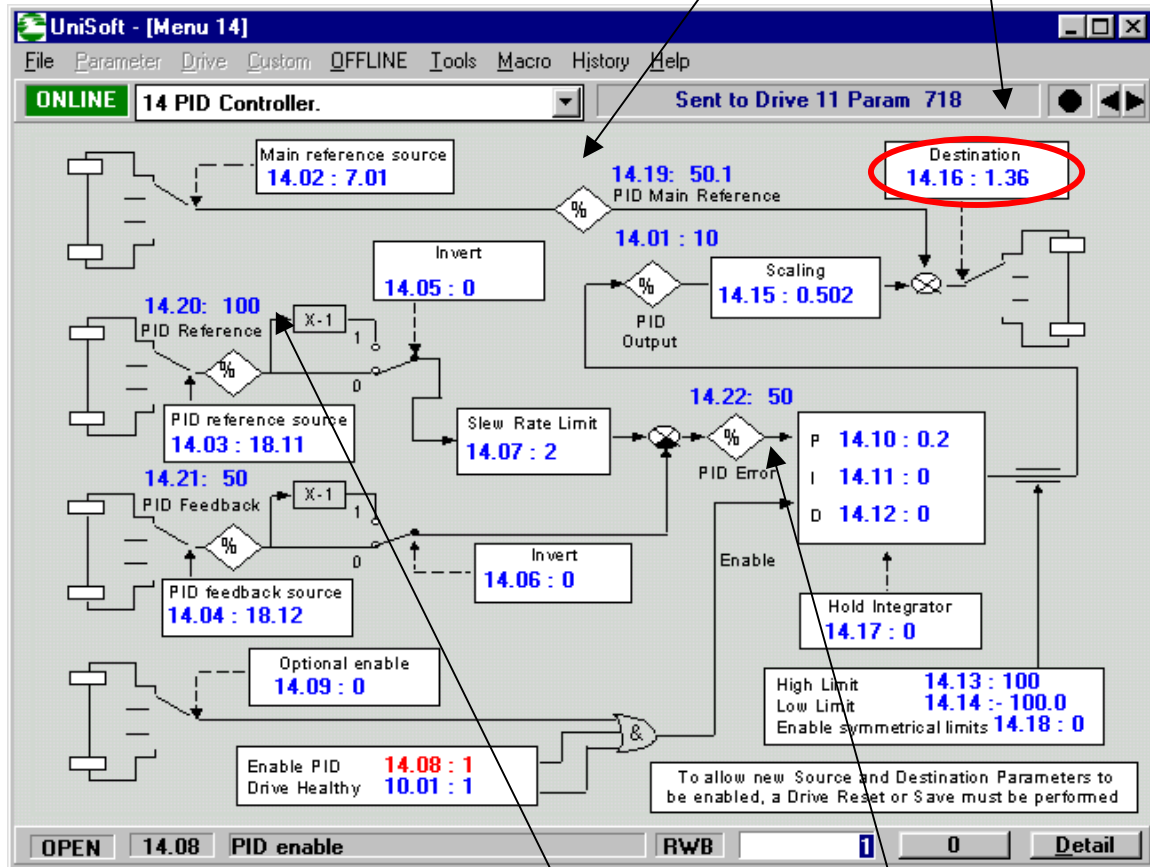 UniSoft - [Menu 14]
File Parameter Drive Custom OFFLINE Tools Macro History Help
ONLINE 14 PID Controller. Sent to Drive 11 Param 718
Main reference source
14.02 : 7.01
14.19: 50.1
PID Main Reference
%
Destination
14.16 : 1.36
14.01 : 10
%
PID
Output
Scaling
14.15 : 0.502
Invert
14.05 : 0
14.20: 100
PID Reference
X-1
1
0
%
PID reference source
14.03 : 18.11
Slew Rate Limit
14.07 : 2
14.22: 50
%
PID Error
P 14.10 : 0.2
I 14.11 : 0
D 14.12 : 0
14.21: 50
PID Feedback
X-1
1
0
%
PID feedback source
14.04 : 18.12
Invert
14.06 : 0
Enable
Hold Integrator
14.17 : 0
Optional enable
14.09 : 0
High Limit 14.13 : 100
Low Limit 14.14 :- 100.0
Enable symmetrical limits 14.18 : 0
&
Enable PID 14.08 : 1
Drive Healthy 10.01 : 1
To allow new Source and Destination Parameters to
be enabled, a Drive Reset or Save must be performed
OPEN 14.08 PID enable RWB 1 0 Detail